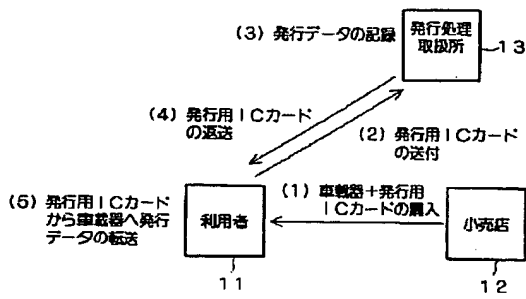 (3) 発行データの記録
発行処理
取扱所
13
(4) 発行用ICカード
の返送
(2) 発行用ICカード
の送付
(1) 車載器+発行用
ICカードの購入
(5) 発行用ICカード
から車載器へ発行
データの転送
利用者
11
小売店
12